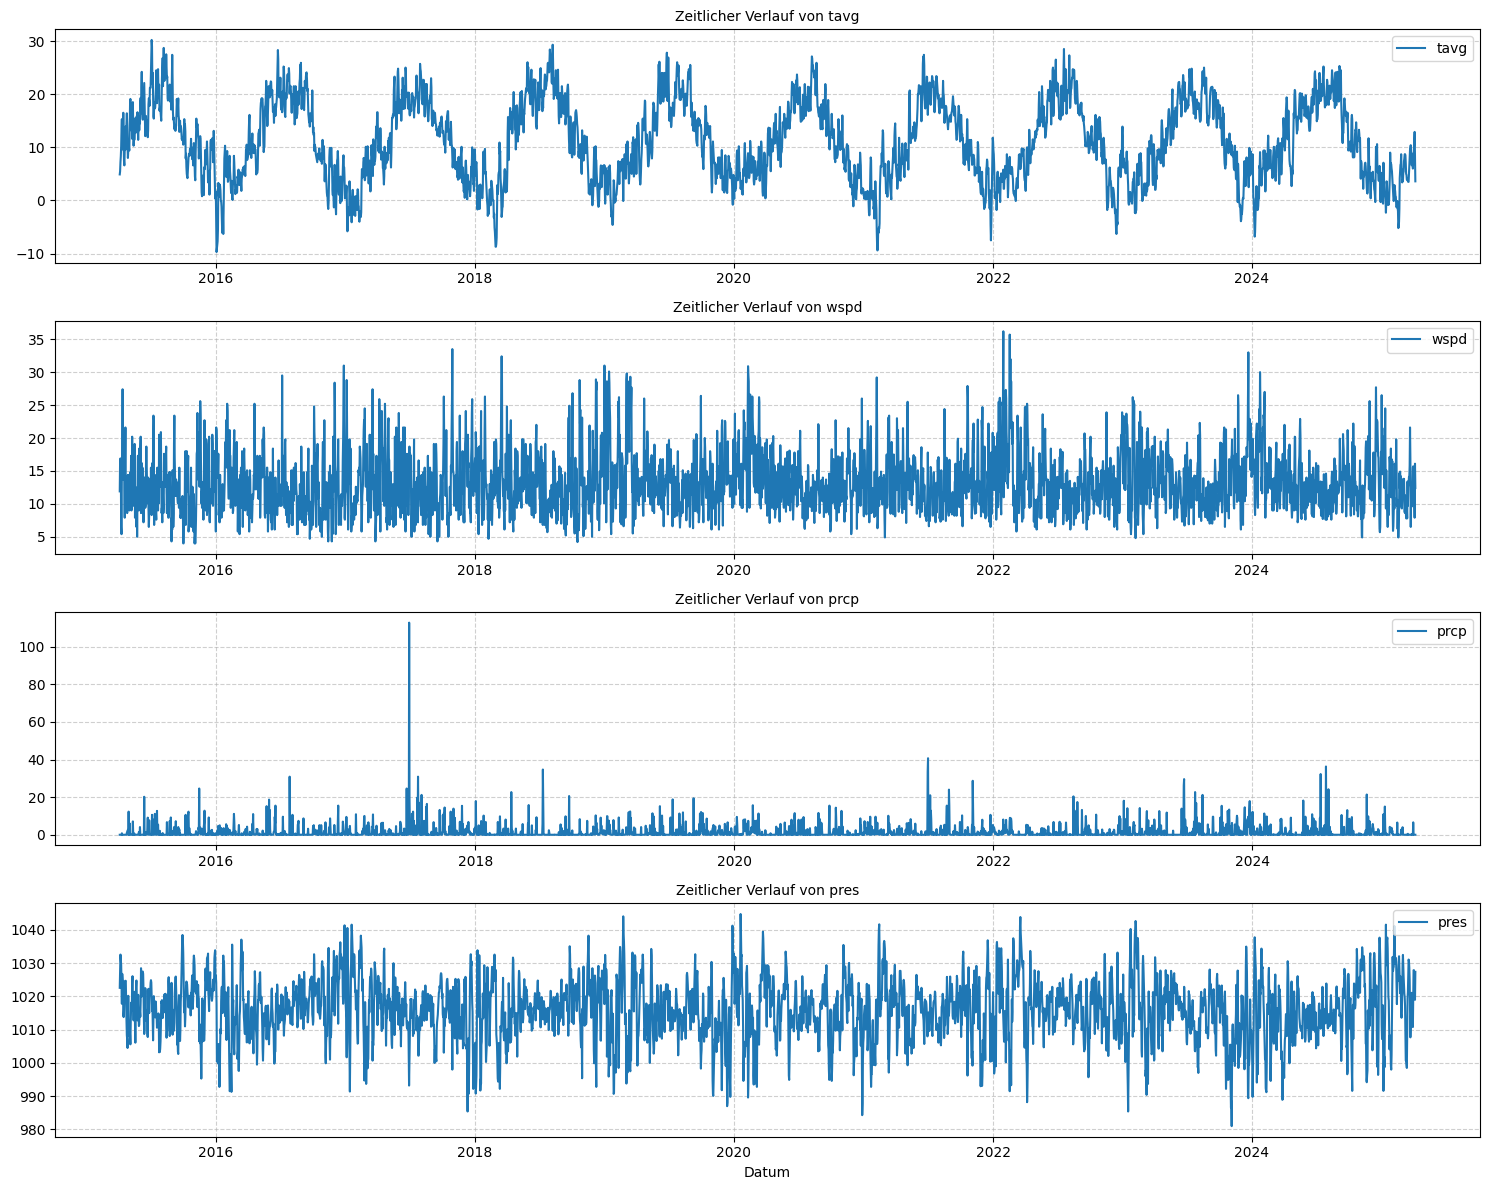 Zeitlicher Verlauf von tavg
30
20
10
0
−10
tavg
2016 2018 2020 2022 2024
Zeitlicher Verlauf von wspd
35
30
25
20
15
10
5
wspd
2016 2018 2020 2022 2024
Zeitlicher Verlauf von prcp
100
80
60
40
20
0
prcp
2016 2018 2020 2022 2024
Zeitlicher Verlauf von pres
1040
1030
1020
1010
1000
990
980
pres
2016 2018 2020 2022 2024
Datum